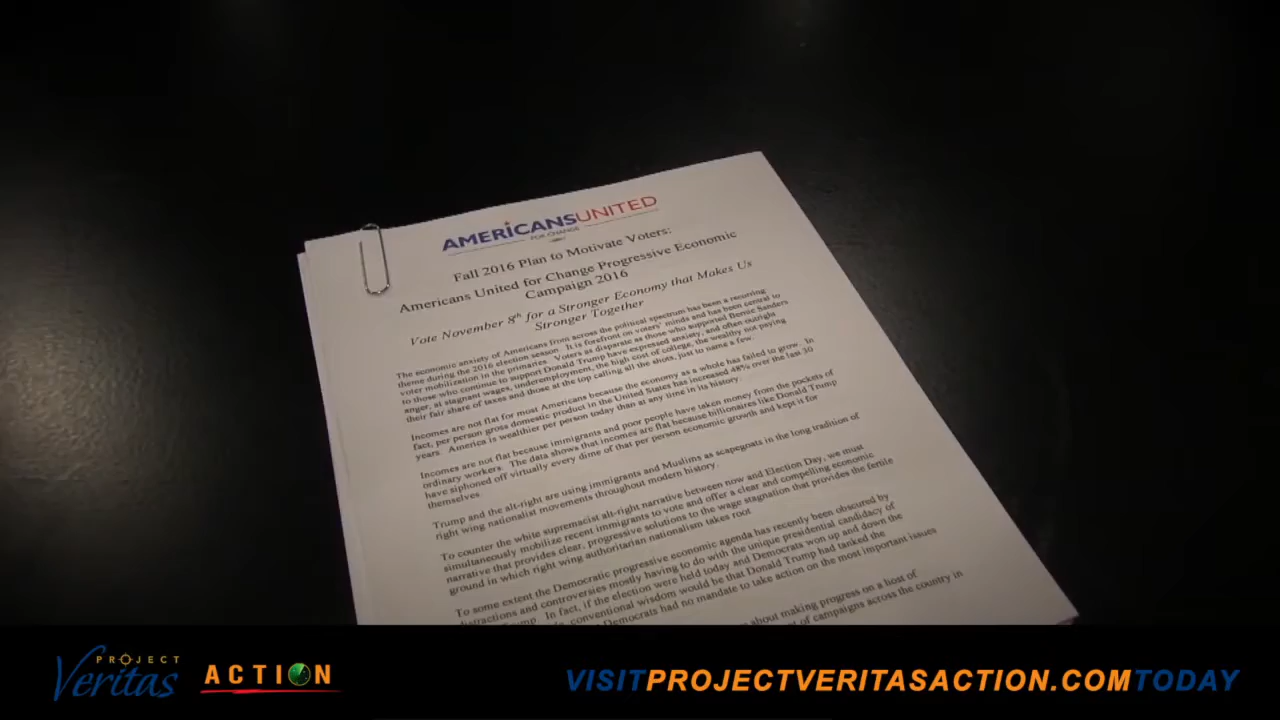 AMERICANSUNITED
FOR CHANGE
Fall 2016 Plan to Motivate Voters:
Americans United for Change Progressive Economic
Campaign 2016
Vote November 8th for a Stronger Economy that Makes Us
Stronger Together
The economic anxiety of Americans from across the political spectrum has been a recurring
theme during the 2016 election season. It is forefront on voters' minds and has been central to
voter mobilization in the primaries. Voters as disparate as those who supported Bernie Sanders
to those who continue to support Donald Trump have expressed anxiety, and often outright
anger, at stagnant wages, underemployment, the high cost of college, the wealthy not paying
their fair share of taxes and those at the top calling all the shots, just to name a few.
Incomes are not flat for most Americans because the economy as a whole has failed to grow. In
fact, per person gross domestic product in the United States has increased 48% over the last 30
years. America is wealthier per person today than at any time in its history.
Incomes are not flat because immigrants and poor people have taken money from the pockets of
ordinary workers. The data shows that incomes are flat because billionaires like Donald Trump
have siphoned off virtually every dime of that per person economic growth and kept it for
themselves.
Trump and the alt-right are using immigrants and Muslims as scapegoats in the long tradition of
right wing nationalist movements throughout modern history.
To counter the white supremacist alt-right narrative between now and Election Day, we must
simultaneously mobilize recent immigrants to vote and offer a clear and compelling economic
narrative that provides clear, progressive solutions to the wage stagnation that provides the fertile
ground in which right wing authoritarian nationalism takes root
To some extent the Democratic progressive economic agenda has recently been obscured by
distractions and controversies mostly having to do with the unique presidential candidacy of
Trump. In fact, if the election were held today and Democrats won up and down the
conventional wisdom would be that Donald Trump had tanked the
Democrats had no mandate to take action on the most important issues
about making progress on a host of
of campaigns across the country in
PROJECT
Veritas
ACTION
VISITPROJECTVERITASACTION.COMTODAY